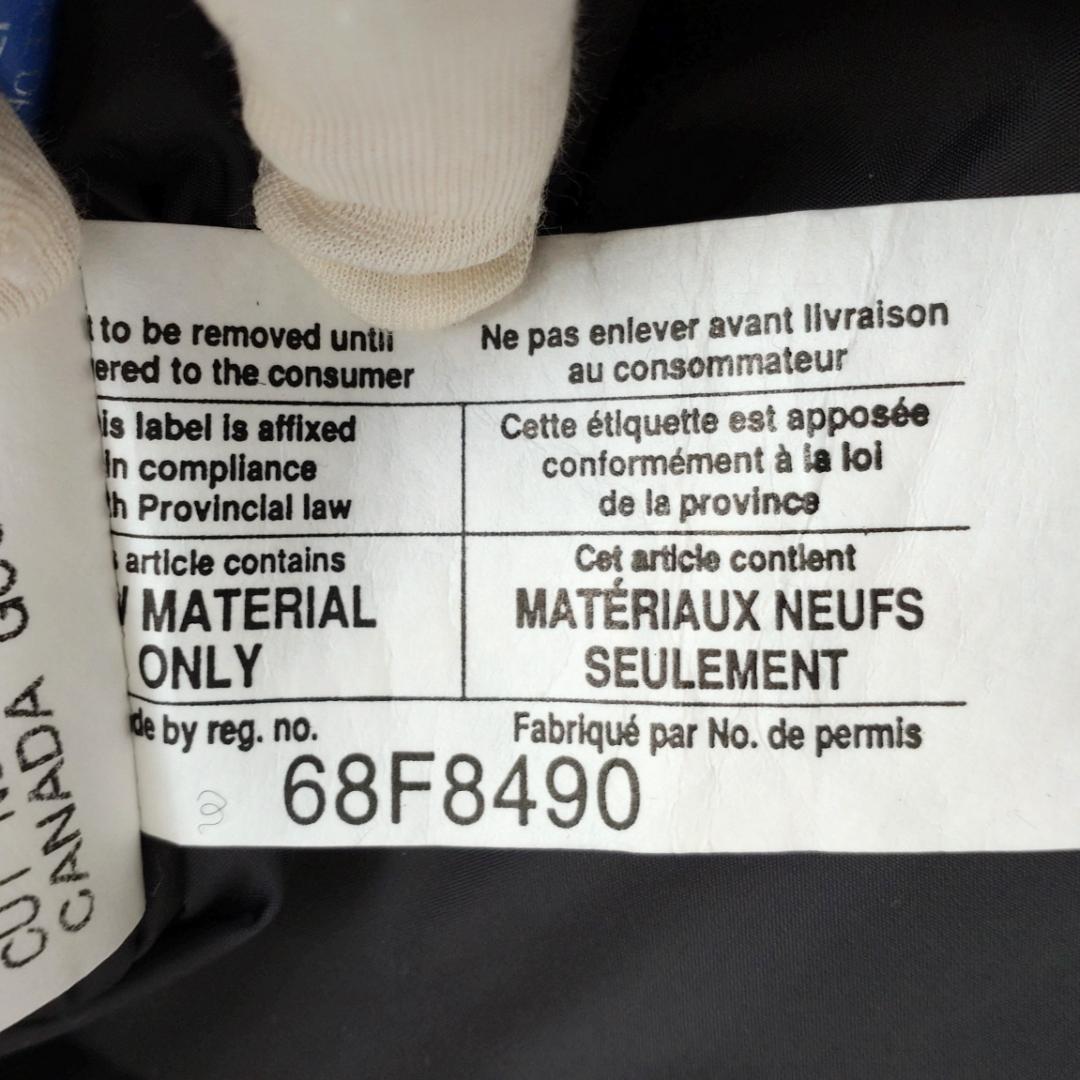 to be removed until
ered to the consumer
is label is affixed
in compliance
h Provincial law
article contains
MATERIAL
ONLY
de by reg. no.
Ne pas enlever avant livraison
au consommateur
Cette étiquette est apposée
conformément à la loi
de la province
Cet article contient
MATÉRIAUX NEUFS
SEULEMENT
Fabriqué par No. de permis
68F8490
CUT
CANADA